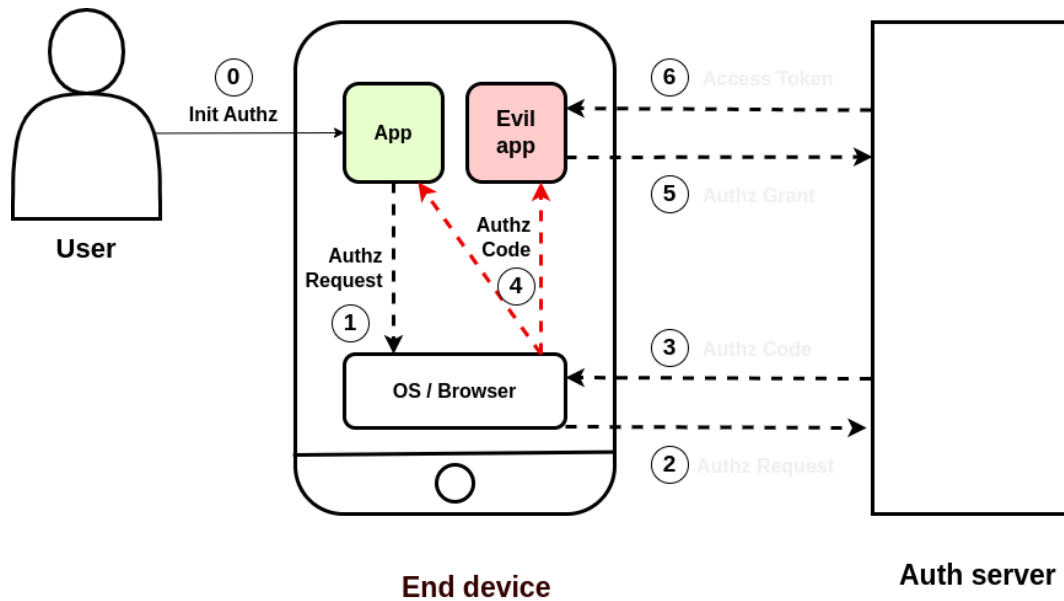 0
Init Authz
User
App
Evil
app
Authz
Request
1
Authz
Code
4
OS / Browser
6 Access Token
5 Authz Grant
3 Authz Code
2 Authz Request
End device
Auth server